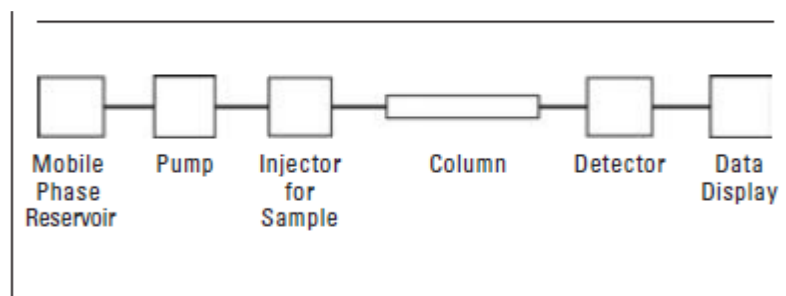 Mobile Phase Reservoir
Pump
Injector for Sample
Column
Detector
Data Display